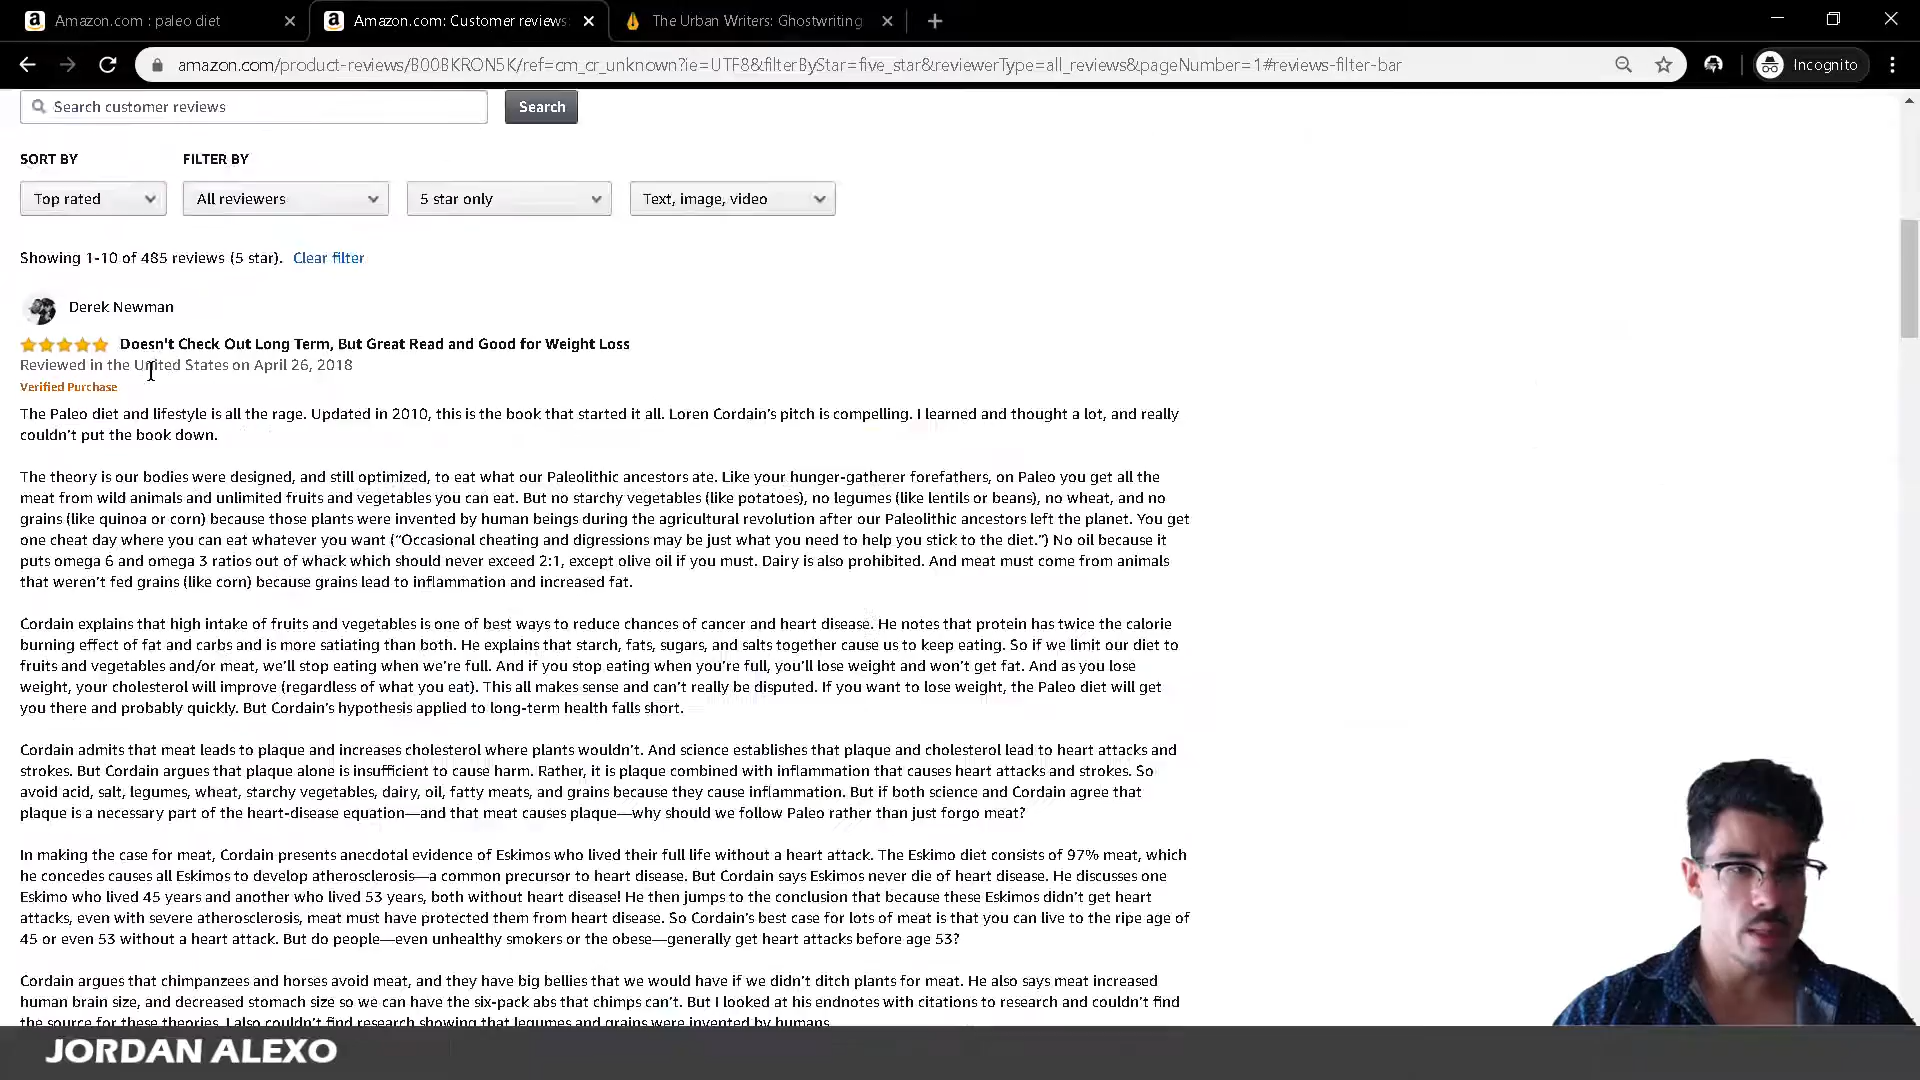 Amazon.com : paleo diet
Amazon.com: Customer reviews:
The Urban Writers: Ghostwriting
amazon.com/product-reviews/B00BKRON5K/ref=cm_cr_unknown?ie=UTF8&filterByStar=five_star&reviewerType=all_reviews&pageNumber=1#reviews-filter-bar
Incognito
Search customer reviews
Search
SORT BY
FILTER BY
Top rated
All reviewers
5 star only
Text, image, video
Showing 1-10 of 485 reviews (5 star).
Clear filter
Derek Newman
Doesn't Check Out Long Term, But Great Read and Good for Weight Loss
Reviewed in the United States on April 26, 2018
Verified Purchase
The Paleo diet and lifestyle is all the rage. Updated in 2010, this is the book that started it all. Loren Cordain’s pitch is compelling. I learned and thought a lot, and really
couldn’t put the book down.
The theory is our bodies were designed, and still optimized, to eat what our Paleolithic ancestors ate. Like your hunger-gatherer forefathers, on Paleo you get all the
meat from wild animals and unlimited fruits and vegetables you can eat. But no starchy vegetables (like potatoes), no legumes (like lentils or beans), no wheat, and no
grains (like quinoa or corn) because those plants were invented by human beings during the agricultural revolution after our Paleolithic ancestors left the planet. You get
one cheat day where you can eat whatever you want (“Occasional cheating and digressions may be just what you need to help you stick to the diet.”) No oil because it
puts omega 6 and omega 3 ratios out of whack which should never exceed 2:1, except olive oil if you must. Dairy is also prohibited. And meat must come from animals
that weren’t fed grains (like corn) because grains lead to inflammation and increased fat.
Cordain explains that high intake of fruits and vegetables is one of best ways to reduce chances of cancer and heart disease. He notes that protein has twice the calorie
burning effect of fat and carbs and is more satiating than both. He explains that starch, fats, sugars, and salts together cause us to keep eating. So if we limit our diet to
fruits and vegetables and/or meat, we’ll stop eating when we’re full. And if you stop eating when you’re full, you’ll lose weight and won’t get fat. And as you lose
weight, your cholesterol will improve (regardless of what you eat). This all makes sense and can’t really be disputed. If you want to lose weight, the Paleo diet will get
you there and probably quickly. But Cordain’s hypothesis applied to long-term health falls short.
Cordain admits that meat leads to plaque and increases cholesterol where plants wouldn’t. And science establishes that plaque and cholesterol lead to heart attacks and
strokes. But Cordain argues that plaque alone is insufficient to cause harm. Rather, it is plaque combined with inflammation that causes heart attacks and strokes. So
avoid acid, salt, legumes, wheat, starchy vegetables, dairy, oil, fatty meats, and grains because they cause inflammation. But if both science and Cordain agree that
plaque is a necessary part of the heart-disease equation—and that meat causes plaque—why should we follow Paleo rather than just forgo meat?
In making the case for meat, Cordain presents anecdotal evidence of Eskimos who lived their full life without a heart attack. The Eskimo diet consists of 97% meat, which
he concedes causes all Eskimos to develop atherosclerosis—a common precursor to heart disease. But Cordain says Eskimos never die of heart disease. He discusses one
Eskimo who lived 45 years and another who lived 53 years, both without heart disease! He then jumps to the conclusion that because these Eskimos didn’t get heart
attacks, even with severe atherosclerosis, meat must have protected them from heart disease. So Cordain’s best case for lots of meat is that you can live to the ripe age of
45 or even 53 without a heart attack. But do people—even unhealthy smokers or the obese—generally get heart attacks before age 53?
Cordain argues that chimpanzees and horses avoid meat, and they have big bellies that we would have if we didn’t ditch plants for meat. He also says meat increased
human brain size, and decreased stomach size so we can have the six-pack abs that chimps can’t. But I looked at his endnotes with citations to research and couldn’t find
the source for these theories. I also couldn’t find research showing that legumes and grains were invented by humans.
JORDAN ALEXO